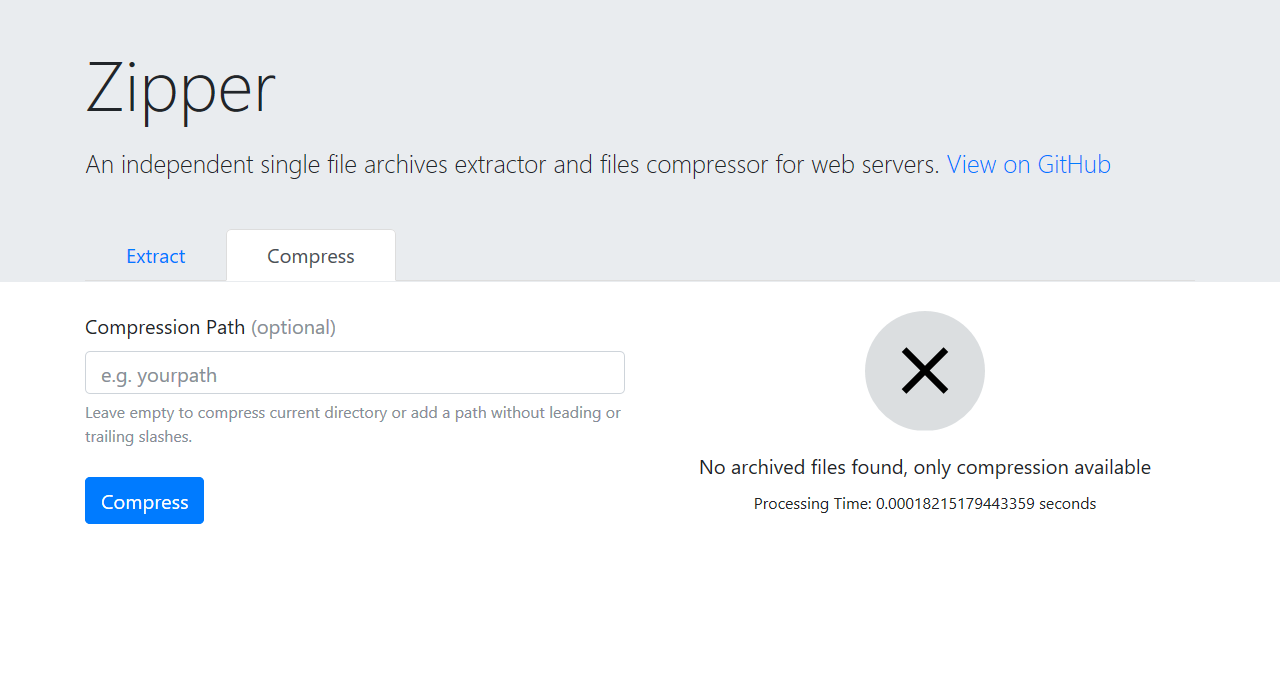 Zipper
An independent single file archives extractor and files compressor for web servers. View on GitHub
Extract
Compress
Compression Path (optional)
e.g. yourpath
Leave empty to compress current directory or add a path without leading or
trailing slashes.
Compress
No archived files found, only compression available
Processing Time: 0.00018215179443359 seconds